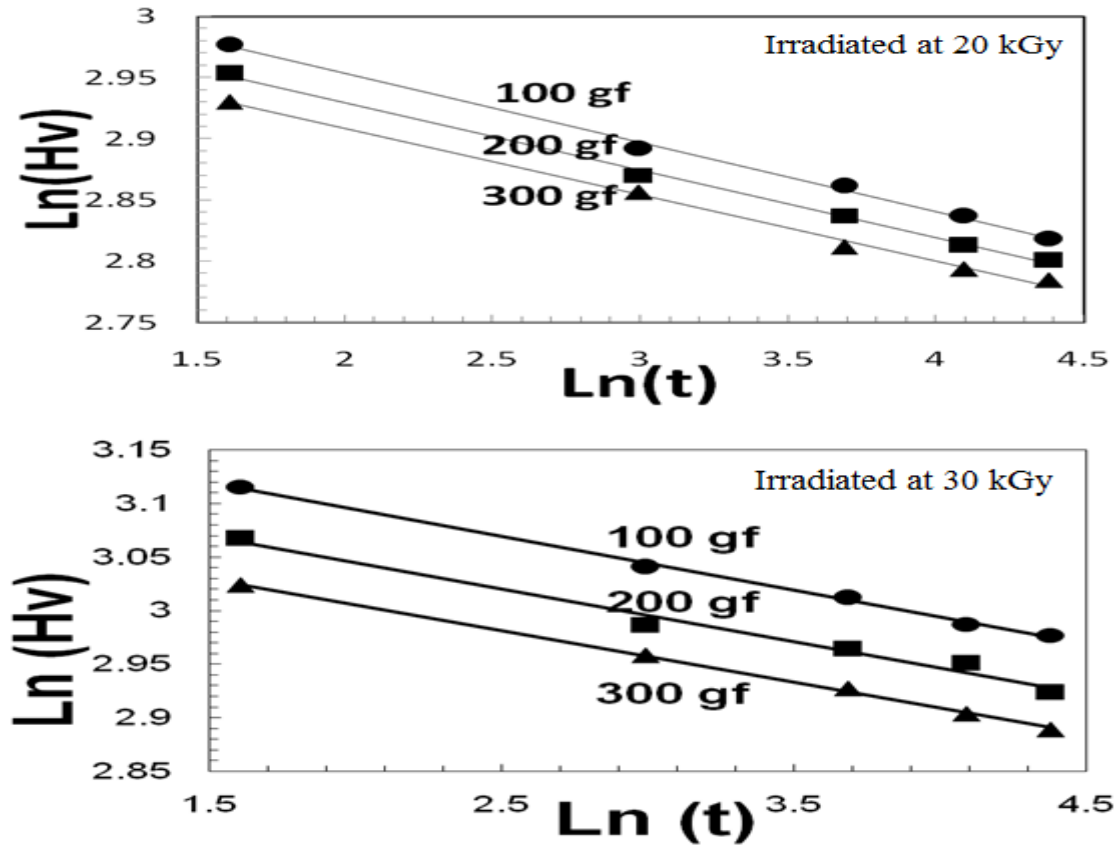 3
Irradiated at 20 kGy
2.95
100 gf
2.9
200 gf
Ln(Hv)
2.85
300 gf
2.8
2.75
1.5 2 2.5 3 3.5 4 4.5
Ln(t)
3.15
Irradiated at 30 kGy
3.1
100 gf
3.05
Ln (Hv)
3
200 gf
2.95
300 gf
2.9
2.85
1.5 2.5 3.5 4.5
Ln (t)